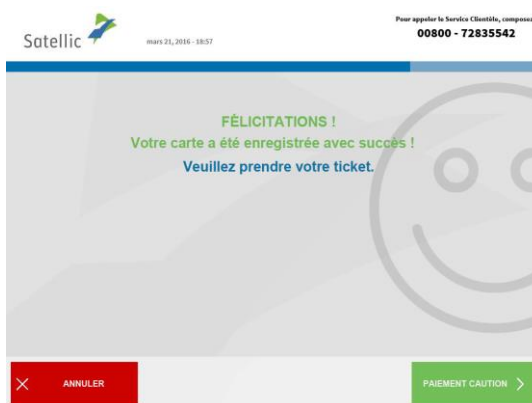 Pour appeler le Service Clientèle, composez
Satellic
mars 21, 2016 - 18:57
00800 - 72835542
FÉLICITATIONS !
Votre carte a été enregistrée avec succès !
Veuillez prendre votre ticket.
ANNULER
PAIEMENT CAUTION